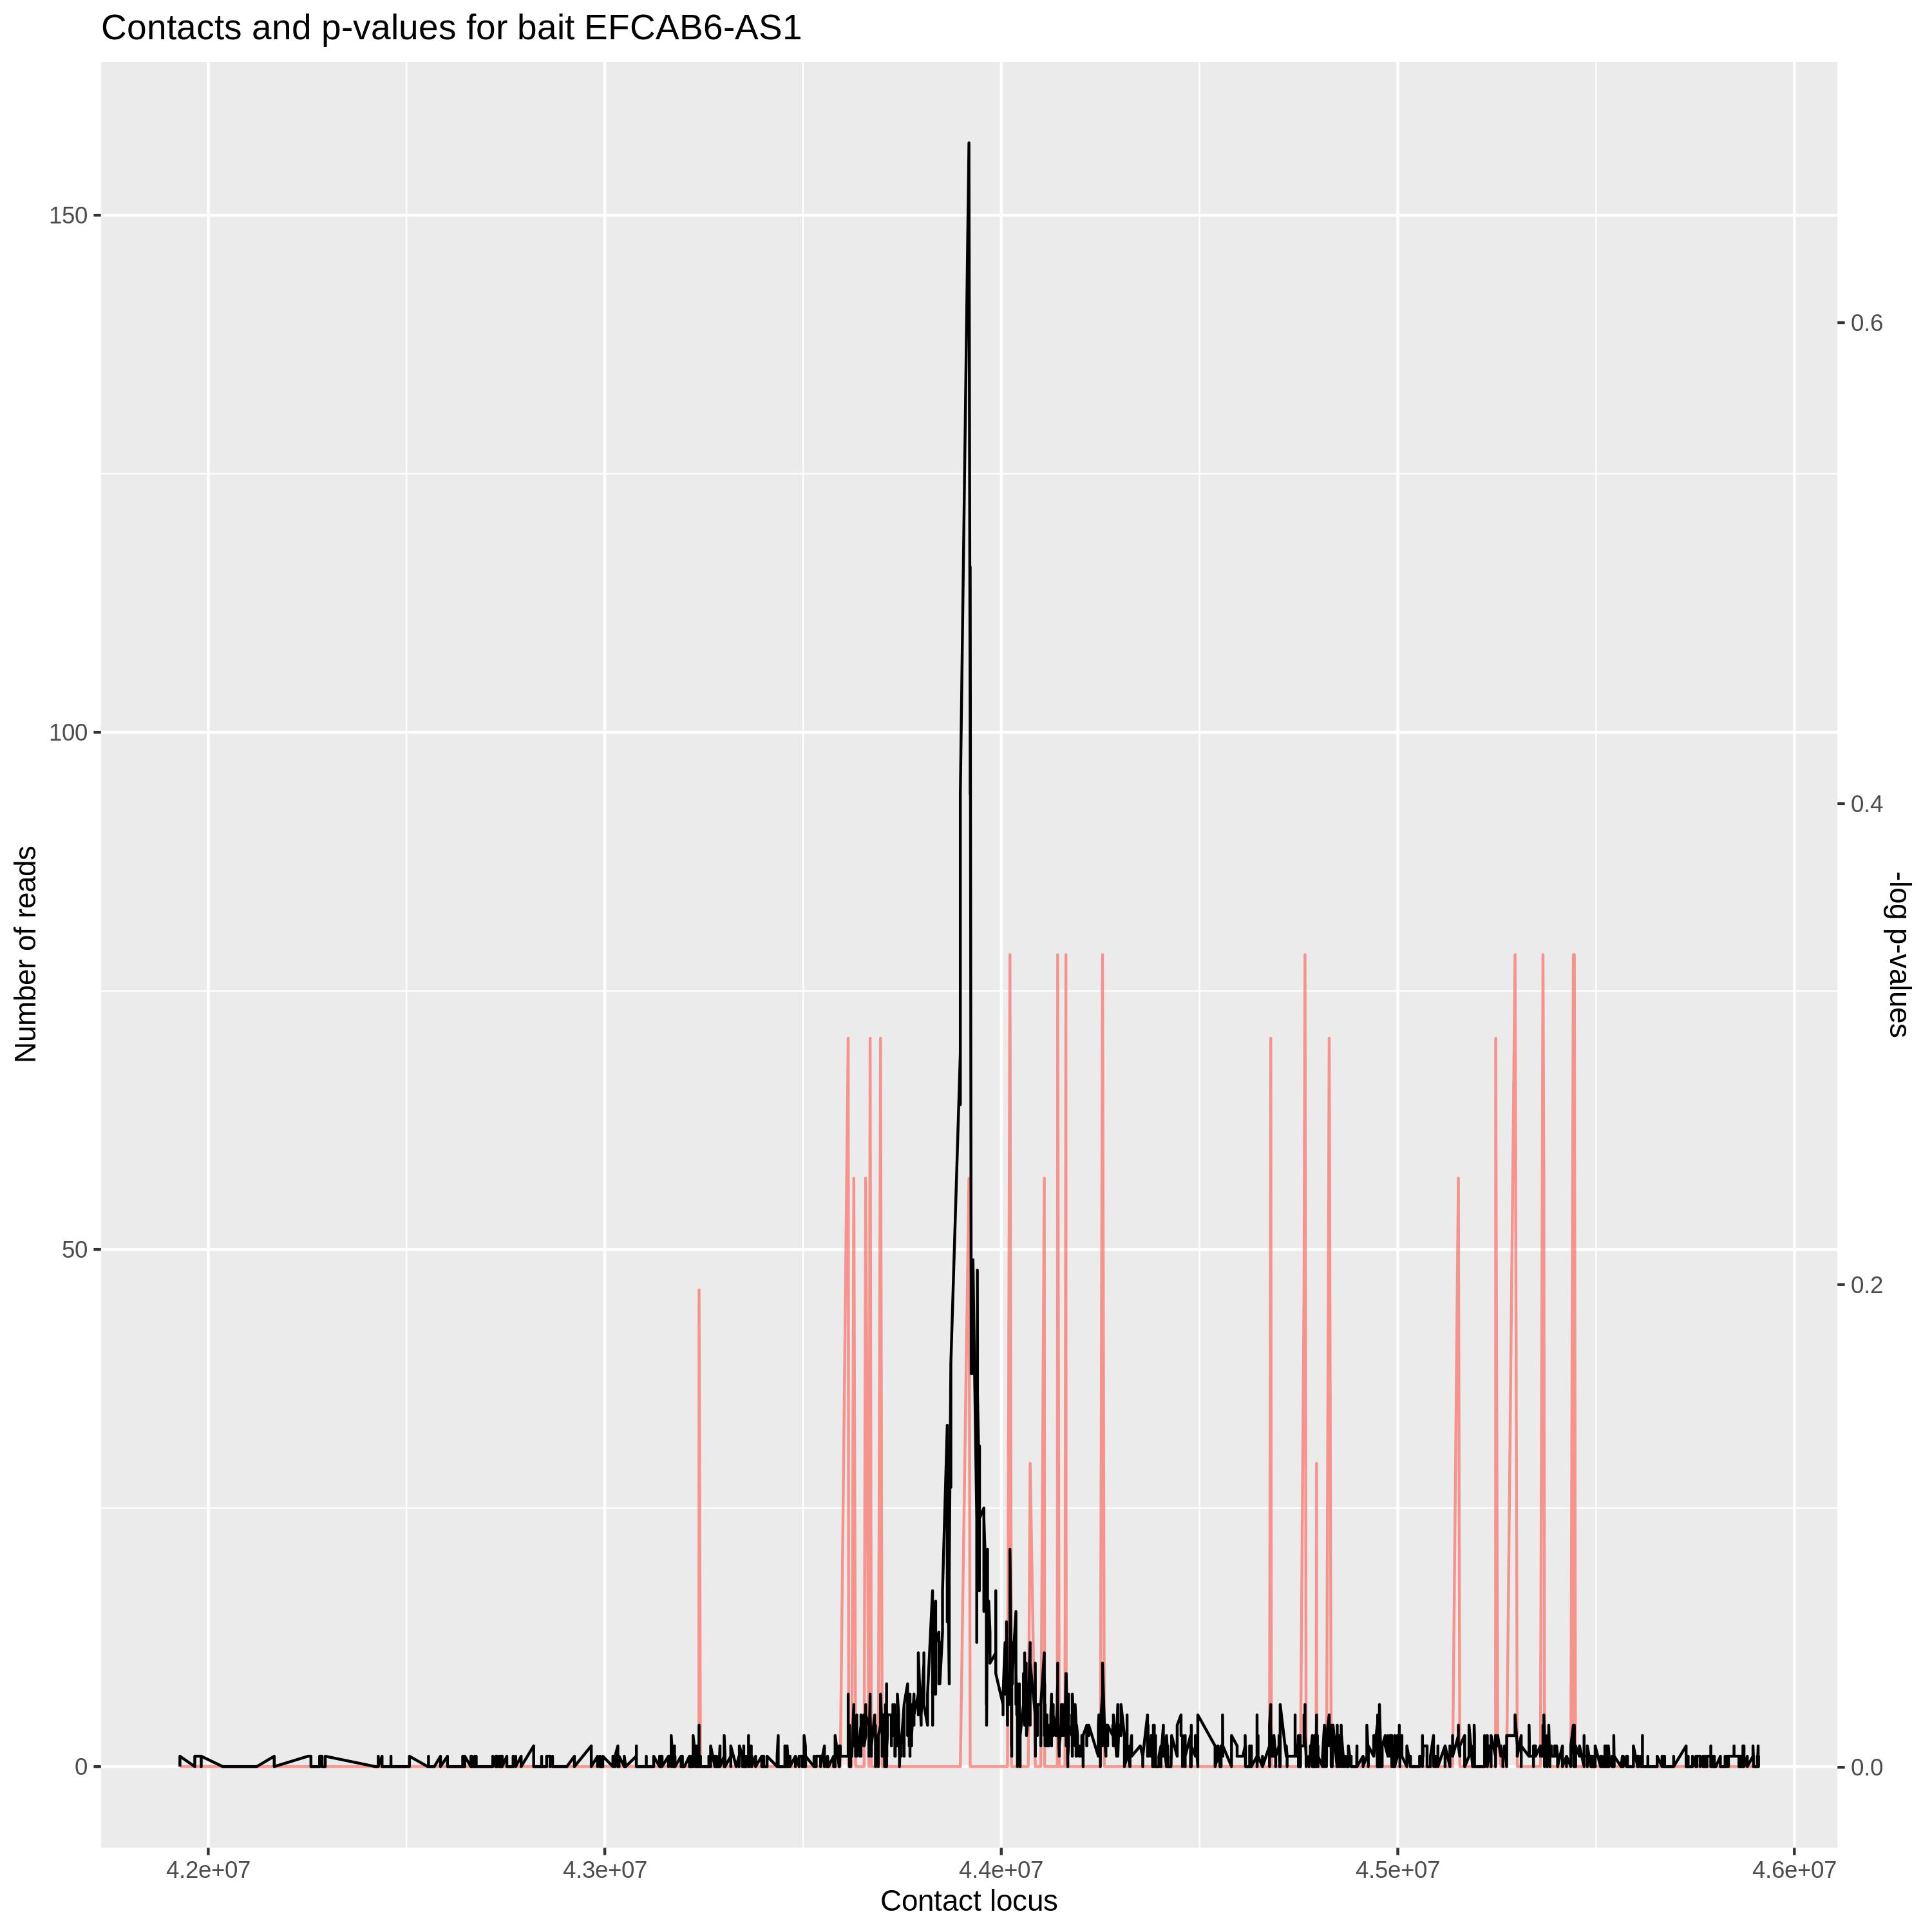 Contacts and p-values for bait EFCAB6-AS1
150
100
50
0
Number of reads
0.6
0.4
0.2
0.0
-log p-values
4.2e+07
4.3e+07
4.4e+07
4.5e+07
4.6e+07
Contact locus